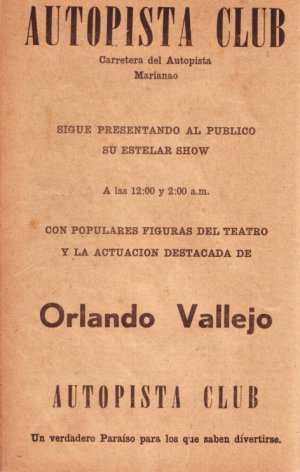 AUTOPISTA CLUB
Carretera del Autopista
Marianao
SIGUE PRESENTANDO AL PUBLICO
SU ESTELAR SHOW
A las 12:00 y 2:00 a.m.
CON POPULARES FIGURAS DEL TEATRO
Y LA ACTUACION DESTACADA DE
Orlando Vallejo
AUTOPISTA CLUB
Un verdadero Paraíso para los que saben divertirse.